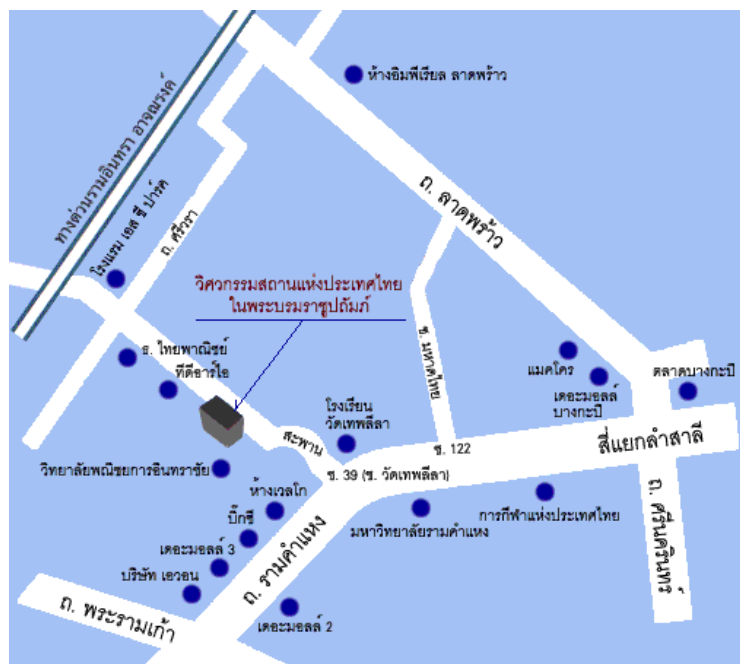 ห้างอิมพีเรียล ลาดพร้าว
ทางด่วนรามอินทรา อาจณรงค์
ถ. ลาดพร้าว
ถ. ศรีวรา
โรงแรม เอส ซี ปาร์ค
วิศวกรรมสถานแห่งประเทศไทย
ในพระบรมราชูปถัมภ์
ธ. ไทยพาณิชย์
ทีดีอาร์ไอ
ซ. มหาดไทย
แมคโคร
เดอะมอลล์
บางกะปิ
ตลาดบางกะปิ
โรงเรียน
วัดเทพลีลา
สะพาน
ซ. 122
สี่แยกลำสาลี
วิทยาลัยพณิชยการอินทราชัย
ซ. 39 (ซ. วัดเทพลีลา)
ห้างเวลโก
บิ๊กซี
มหาวิทยาลัยรามคำแหง
การกีฬาแห่งประเทศไทย
ถ. ศรีนครินทร์
เดอะมอลล์ 3
บริษัท เอวอน
ถ. รามคำแหง
ถ. พระรามเก้า
เดอะมอลล์ 2